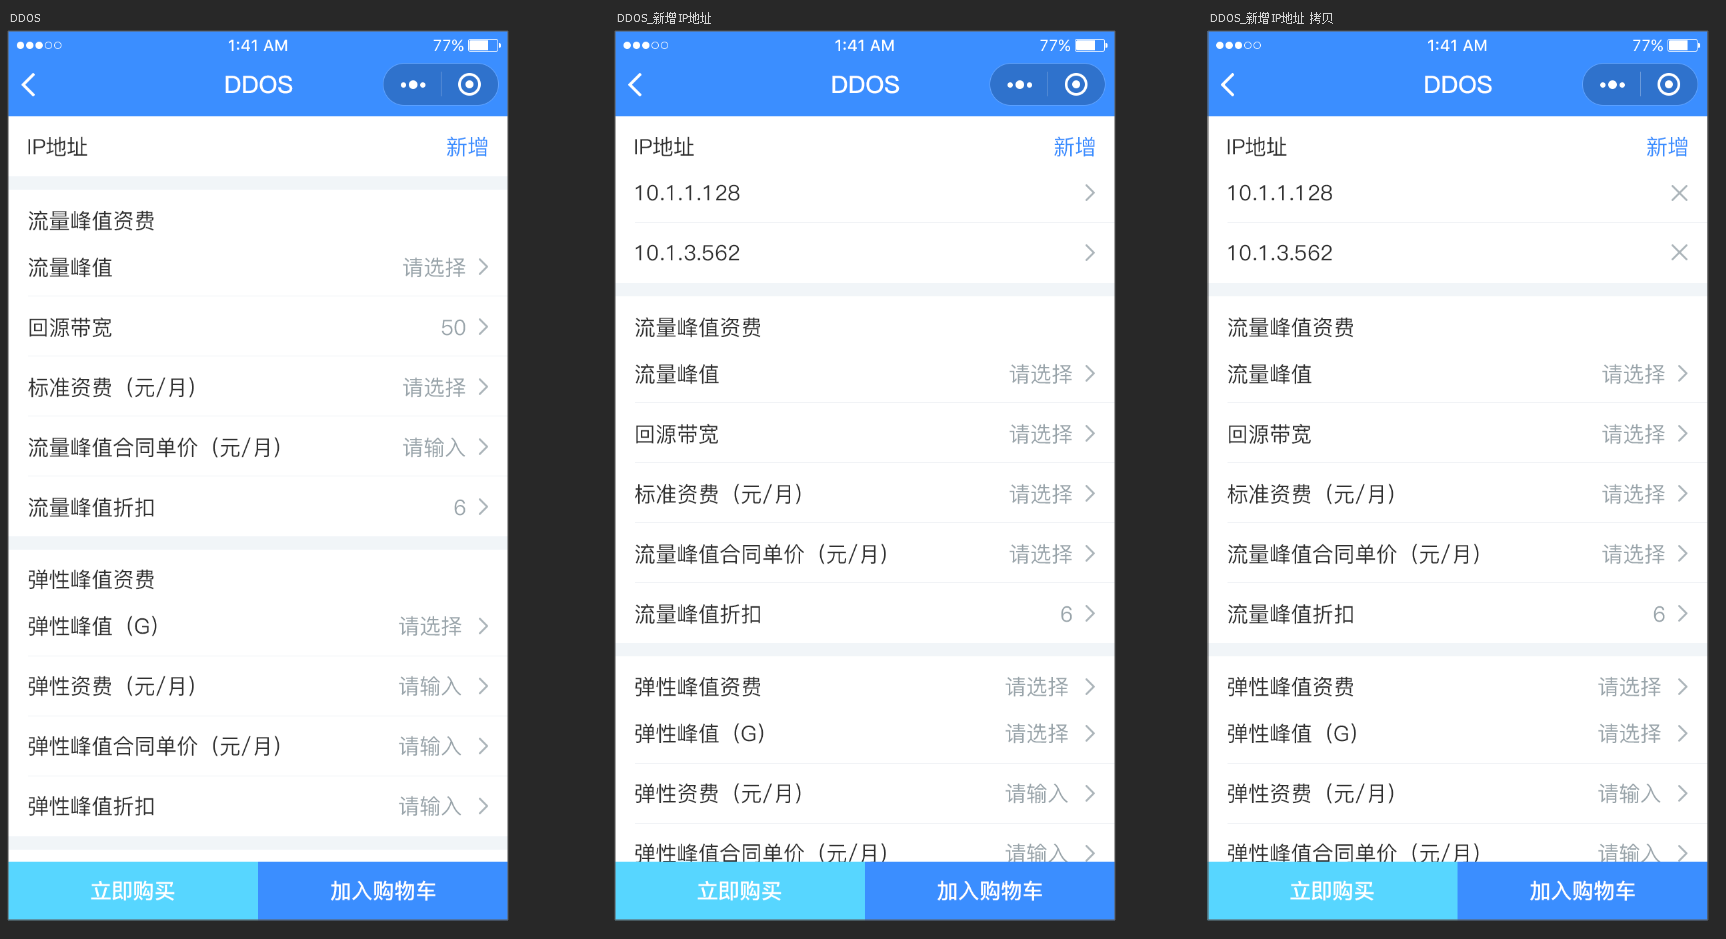 DDOS
1:41 AM
77%
DDOS
IP地址
新增
流量峰值资费
流量峰值
请选择
回源带宽
50
标准资费（元/月）
请选择
流量峰值合同单价（元/月）
请输入
流量峰值折扣
6
弹性峰值资费
弹性峰值（G）
请选择
弹性资费（元/月）
请输入
弹性峰值合同单价（元/月）
请输入
弹性峰值折扣
请输入
立即购买
加入购物车
DDOS_新增IP地址
1:41 AM
77%
DDOS
IP地址
新增
10.1.1.128
10.1.3.562
流量峰值资费
流量峰值
请选择
回源带宽
请选择
标准资费（元/月）
请选择
流量峰值合同单价（元/月）
请选择
流量峰值折扣
6
弹性峰值资费
请选择
弹性峰值（G）
请选择
弹性资费（元/月）
请输入
弹性峰值合同单价（元/月）
请输入
立即购买
加入购物车
DDOS_新增IP地址 拷贝
1:41 AM
77%
DDOS
IP地址
新增
10.1.1.128
10.1.3.562
流量峰值资费
流量峰值
请选择
回源带宽
请选择
标准资费（元/月）
请选择
流量峰值合同单价（元/月）
请选择
流量峰值折扣
6
弹性峰值资费
请选择
弹性峰值（G）
请选择
弹性资费（元/月）
请输入
弹性峰值合同单价（元/月）
请输入
立即购买
加入购物车